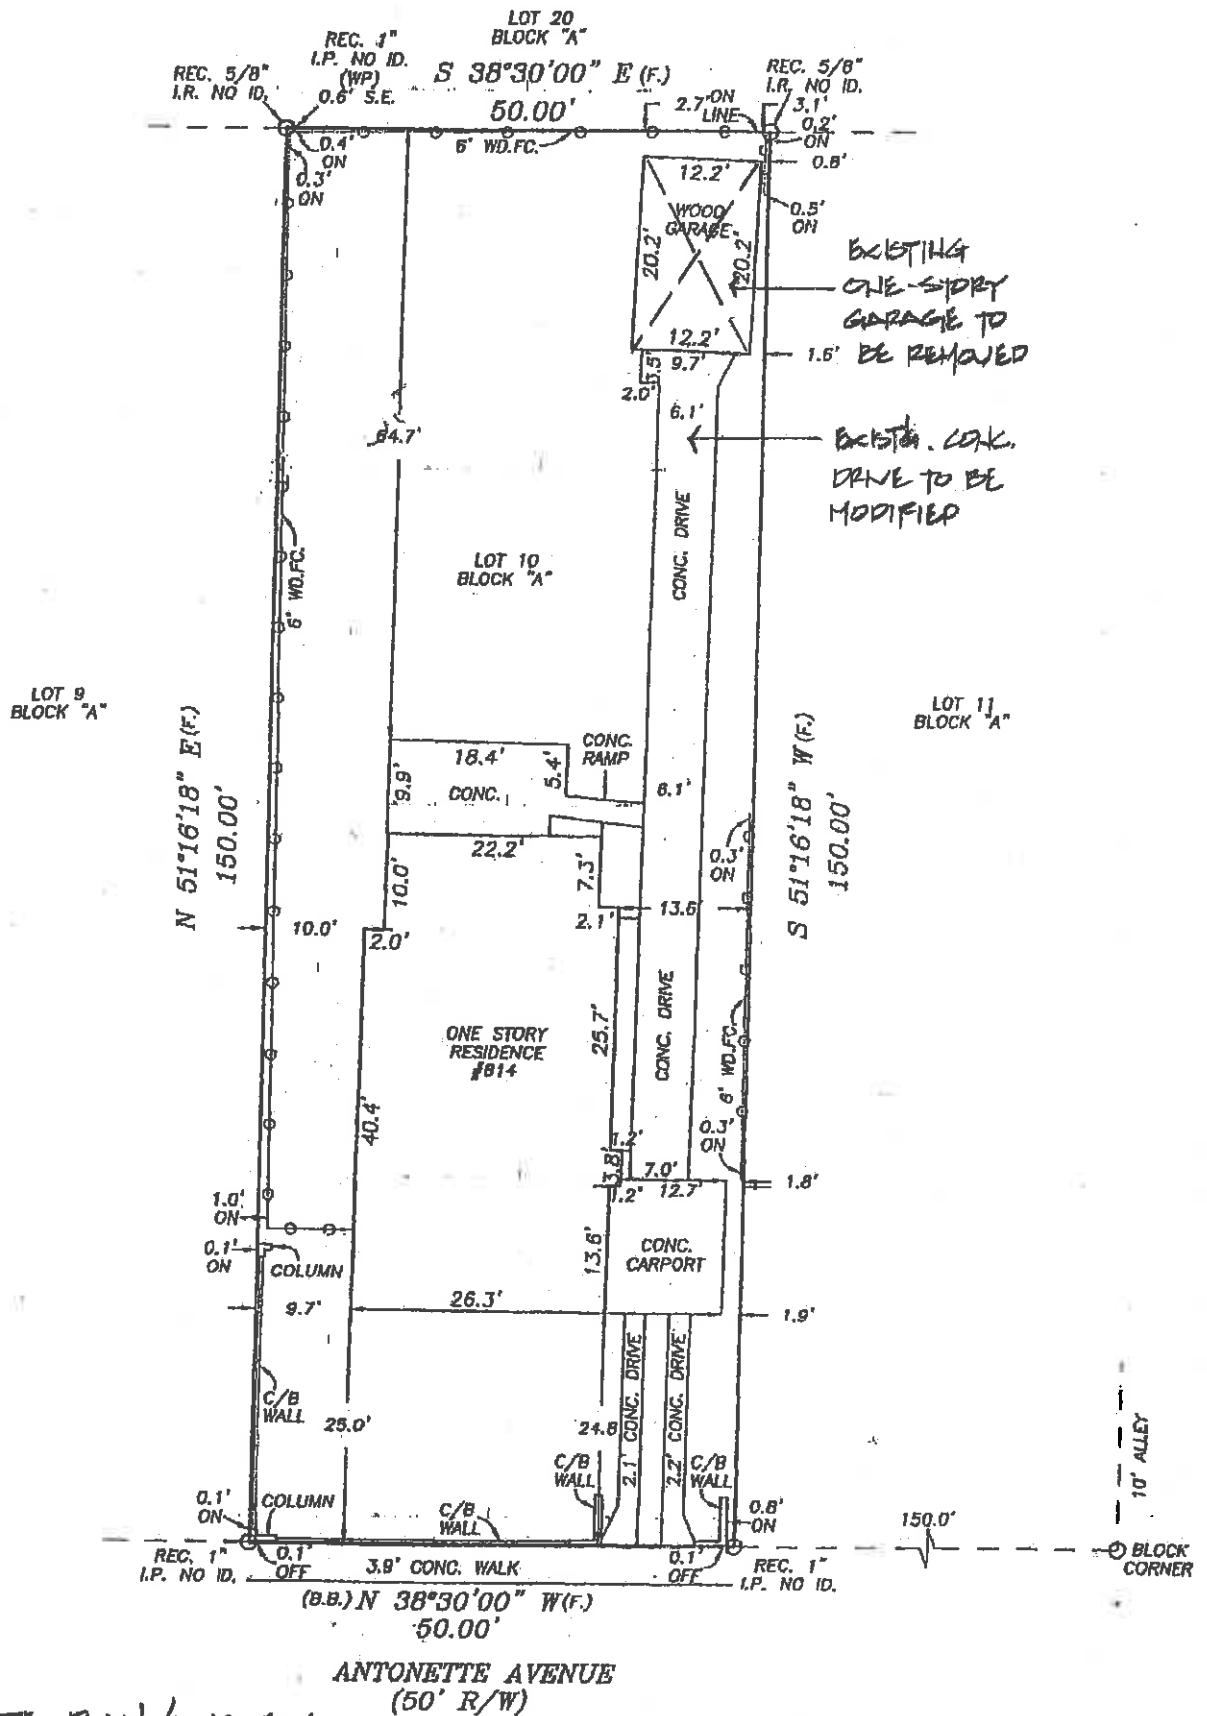 LOT 20
BLOCK "A"
REC. 1"
I.P. NO ID.
(WP)
0.6' S.E.
REC. 5/8"
I.R. NO ID.
S 38°30'00" E (F.)
50.00'
REC. 5/8"
I.R. NO ID.
2.7' ON
LINE
3.1'
0.2'
ON
0.4'
ON
0.3'
ON
6' WD.FC.
0.8'
12.2'
WOOD
GARAGE
20.2'
20.2'
0.5'
ON
EXISTING
ONE-STORY
GARAGE TO
BE REMOVED
12.2'
9.7'
3.5'
2.0'
1.6'
6.1'
64.7'
EXIST'G. CONC.
DRIVE TO BE
MODIFIED
CONC. DRIVE
LOT 10
BLOCK "A"
6' WD.FC.
LOT 9
BLOCK "A"
LOT 11
BLOCK "A"
N 51°16'18" E (F.)
150.00'
S 51°16'18" W (F.)
150.00'
18.4'
CONC.
RAMP
5.4'
9.9'
CONC.
6.1'
22.2'
7.3'
10.0'
0.3'
ON
2.1'
13.6'
10.0'
2.0'
ONE STORY
RESIDENCE
#814
25.7'
CONC. DRIVE
6' WD.FC.
40.4'
0.3'
ON
1.2'
3.8'
7.0'
1.2'
12.7'
1.8'
1.0'
ON
0.1'
ON
COLUMN
13.6'
CONC.
CARPORT
9.7'
26.3'
1.9'
C/B
WALL
25.0'
24.8
2.1' CONC. DRIVE
2.2' CONC. DRIVE
C/B
WALL
C/B
WALL
10' ALLEY
0.1'
ON
COLUMN
C/B
WALL
0.8'
ON
150.0'
REC. 1"
I.P. NO ID.
0.1'
OFF
3.9' CONC. WALK
0.1'
OFF
REC. 1"
I.P. NO ID.
BLOCK
CORNER
(B.B.) N 38°30'00" W (F.)
50.00'
ANTONETTE AVENUE
(50' R/W)